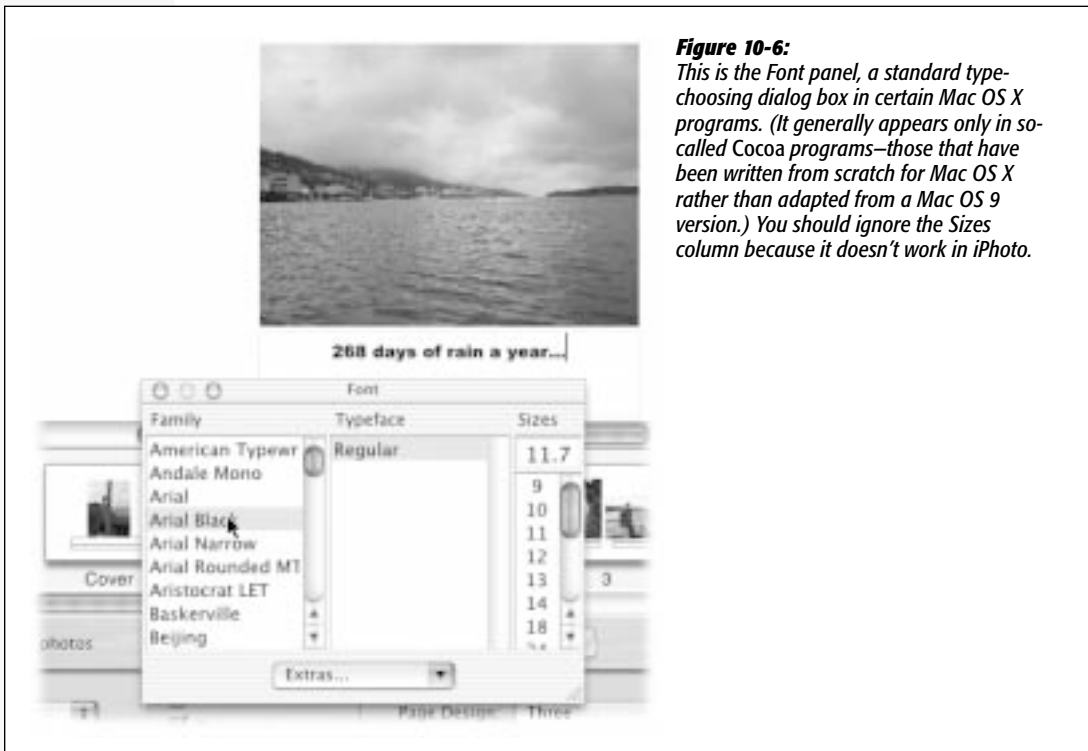 Figure 10-6:
This is the Font panel, a standard type-
choosing dialog box in certain Mac OS X
programs. (It generally appears only in so-
called Cocoa programs—those that have
been written from scratch for Mac OS X
rather than adapted from a Mac OS 9
version.) You should ignore the Sizes
column because it doesn't work in iPhoto.
268 days of rain a year...
Font
Family Typeface Sizes
American Typewr Regular 11.7
Andale Mono 9
Arial 10
Arial Black 11
Arial Narrow 12
Arial Rounded MT 13
Aristocrat LET 14
Baskerville 18
Beijing
Cover 3
photos
Extras...
Page Design: Three